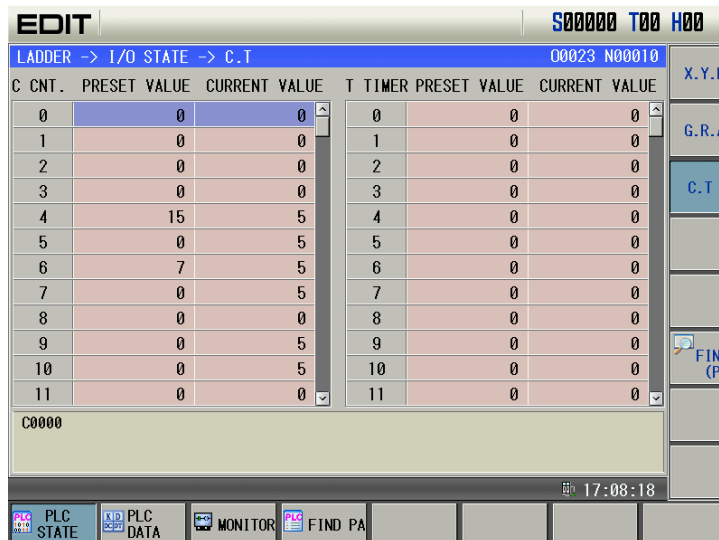 EDIT
S00000 T00 H00
LADDER -> I/O STATE -> C.T O0023 N00010
C CNT. PRESET VALUE CURRENT VALUE T TIMER PRESET VALUE CURRENT VALUE
0 0 0 0 0 0
1 0 0 1 0 0
2 0 0 2 0 0
3 0 0 3 0 0
4 15 5 4 0 0
5 0 5 5 0 0
6 7 5 6 0 0
7 0 5 7 0 0
8 0 0 8 0 0
9 0 5 9 0 0
10 0 5 10 0 0
11 0 0 11 0 0
C0000
17:08:18
X.Y.
G.R.
C.T
FIN
(P
PLC
STATE
PLC
DATA
MONITOR
FIND PA